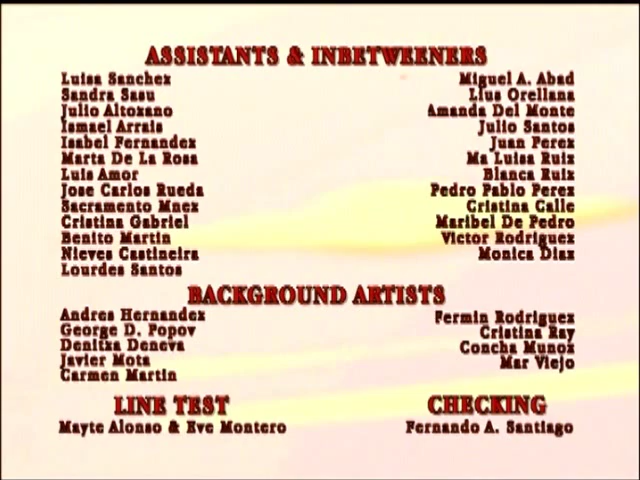 ASSISTANTS & INBETWEENERS
Luisa Sanchez
Miguel A. Abad
Sandra Sasu
Llus Orellana
Julio Altozano
Amanda Del Monte
Ismael Arrais
Julio Santos
Isabel Fernandez
Juan Perez
Marta De La Rosa
Ma Luisa Ruiz
Luis Amor
Blanca Ruiz
Jose Carlos Rueda
Pedro Pablo Perez
Sacramento Mnez
Cristina Calle
Cristina Gabriel
Maribel De Pedro
Benito Martin
Victor Rodriguez
Nieves Castineira
Monica Diaz
Lourdes Santos
BACKGROUND ARTISTS
Andres Hernandez
Fermin Rodriguez
George D. Popov
Cristina Ray
Denitxa Deneva
Concha Munoz
Javier Mota
Mar Viejo
Carmen Martin
LINE TEST
CHECKING
Mayte Alonso & Eve Montero
Fernando A. Santiago